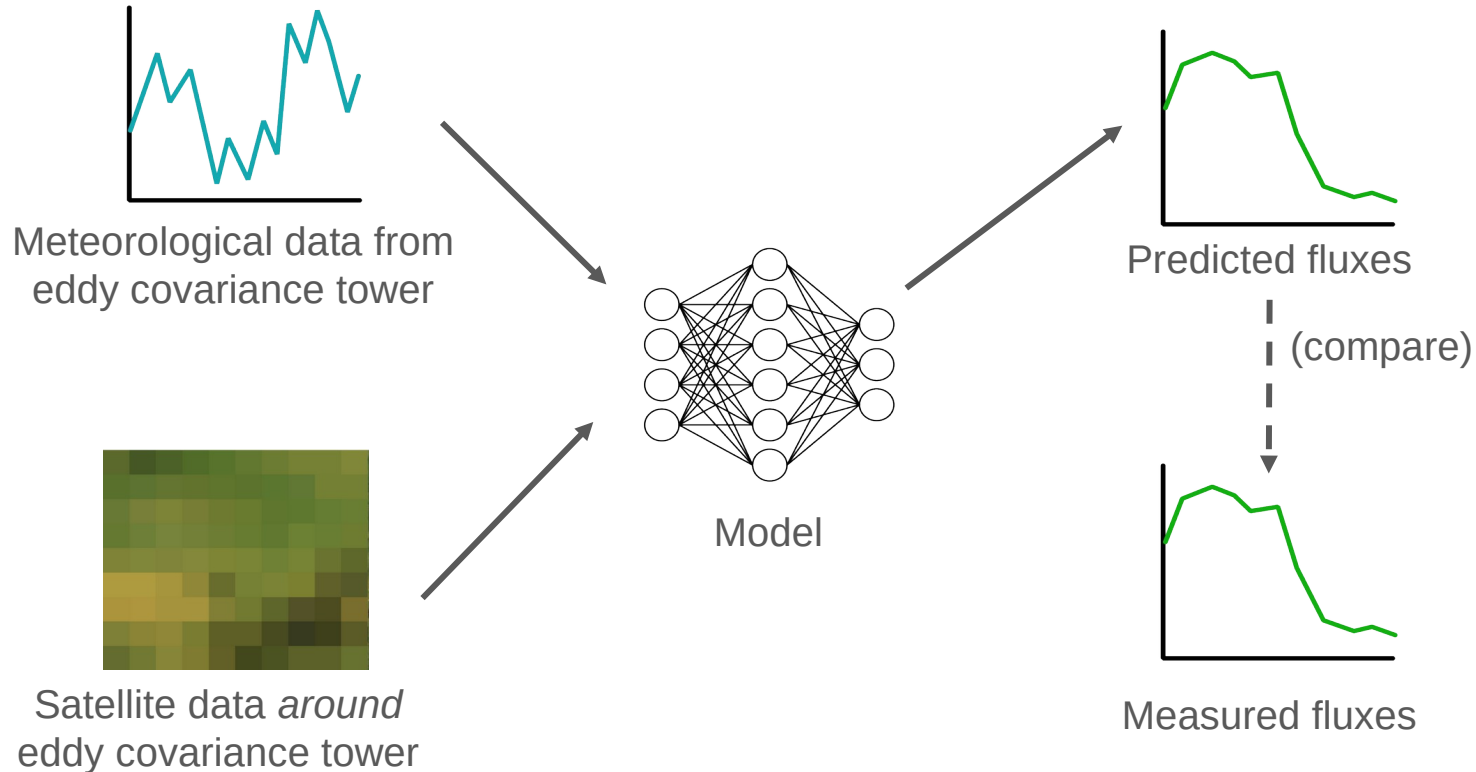 Meteorological data from
eddy covariance tower
Satellite data around
eddy covariance tower
Model
Predicted fluxes
(compare)
Measured fluxes